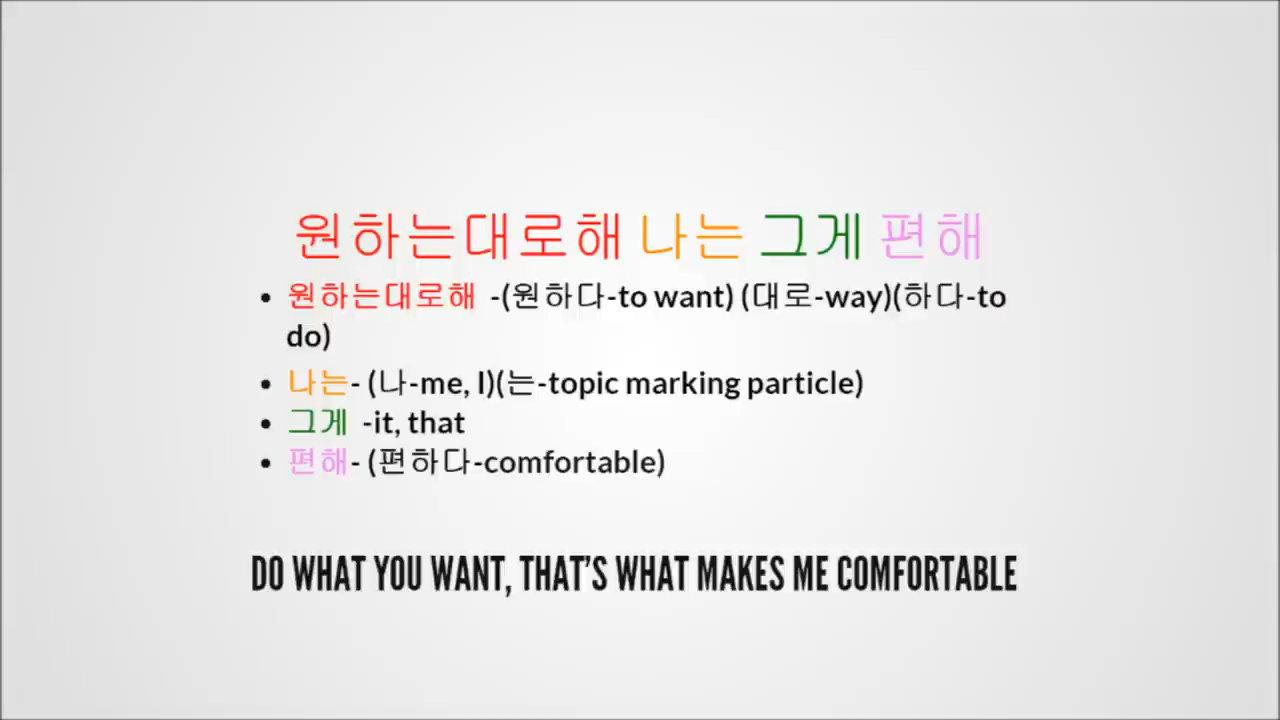 원하는대로해 나는 그게 편해
• 원하는대로해 -(원하다-to want) (대로-way)(하다-to
do)
• 나는- (나-me, I)(는-topic marking particle)
• 그게 -it, that
• 편해- (편하다-comfortable)
DO WHAT YOU WANT, THAT'S WHAT MAKES ME COMFORTABLE